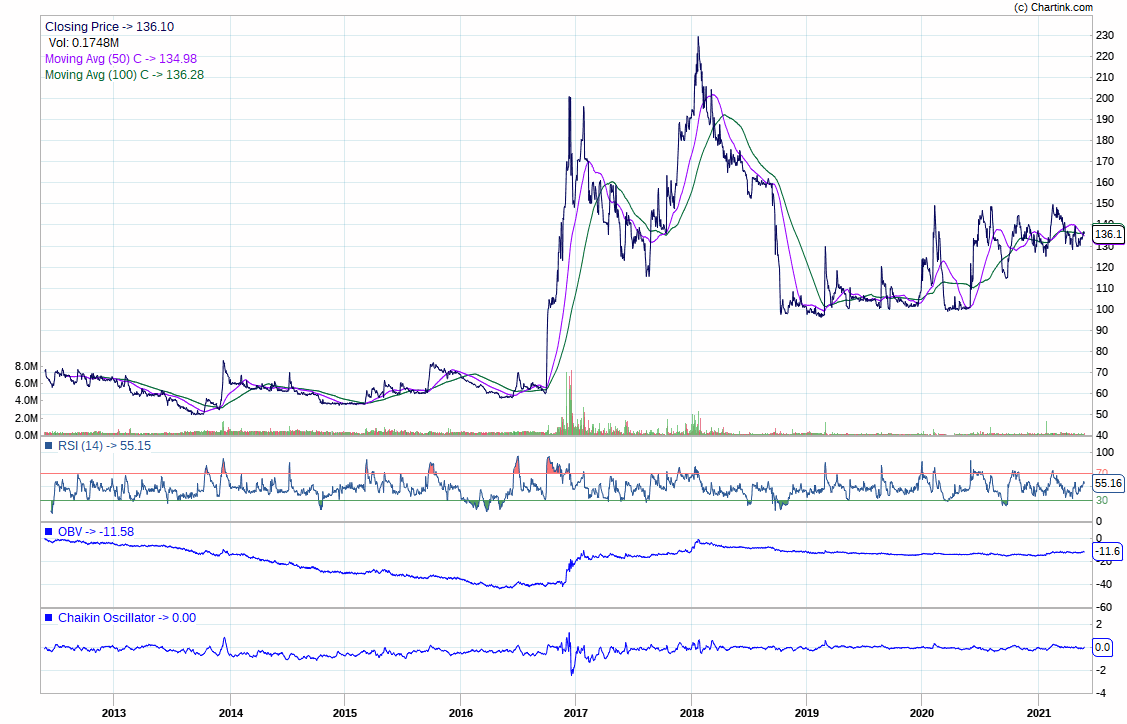 (c) Chartink.com
Closing Price -> 136.10
Vol: 0.1748M
Moving Avg (50) C -> 134.98
Moving Avg (100) C -> 136.28
230
220
210
200
190
180
170
160
150
140
136.1
130
120
110
100
90
80
70
60
50
40
8.0M
6.0M
4.0M
2.0M
0.0M
RSI (14) -> 55.15
100
70
55.16
30
0
OBV -> -11.58
0
-11.6
-20
-40
-60
Chaikin Oscillator -> 0.00
2
0.0
-2
-4
2013 2014 2015 2016 2017 2018 2019 2020 2021